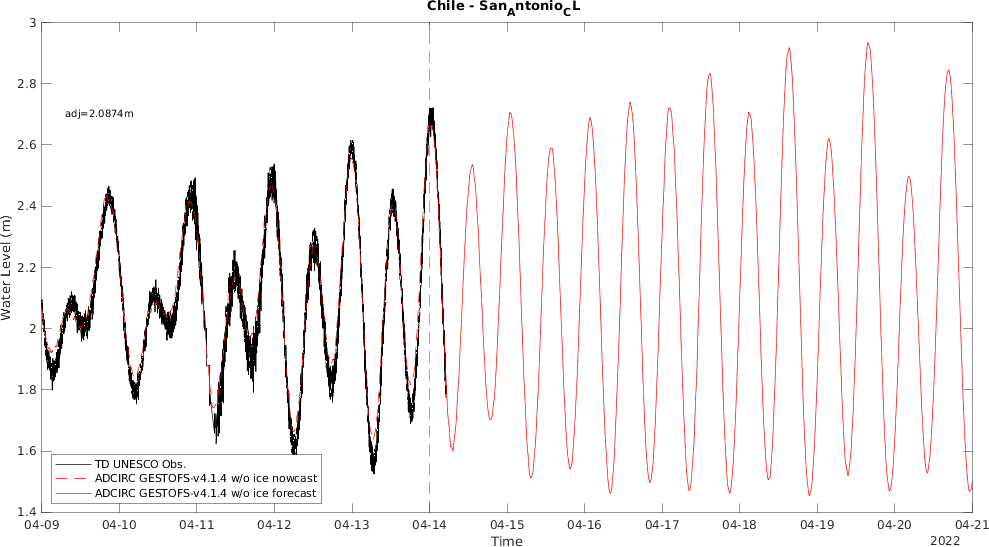 Chile - SanAntonioCL
3
2.8
2.6
2.4
2.2
2
1.8
1.6
1.4
Water Level (m)
adj=2.0874m
TD UNESCO Obs.
ADCIRC GESTOFS-v4.1.4 w/o ice nowcast
ADCIRC GESTOFS-v4.1.4 w/o ice forecast
04-09 04-10 04-11 04-12 04-13 04-14 04-15 04-16 04-17 04-18 04-19 04-20 04-21
Time
2022